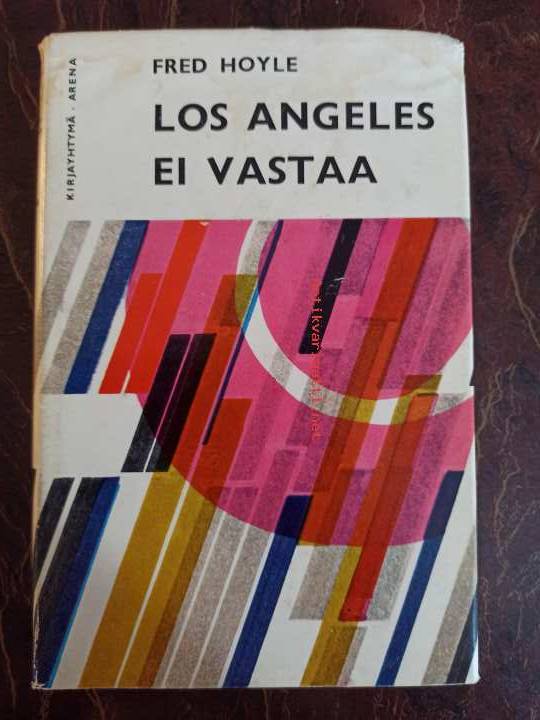 KIRJAYHTYMÄ · ARENA
FRED HOYLE
LOS ANGELES
EI VASTAA